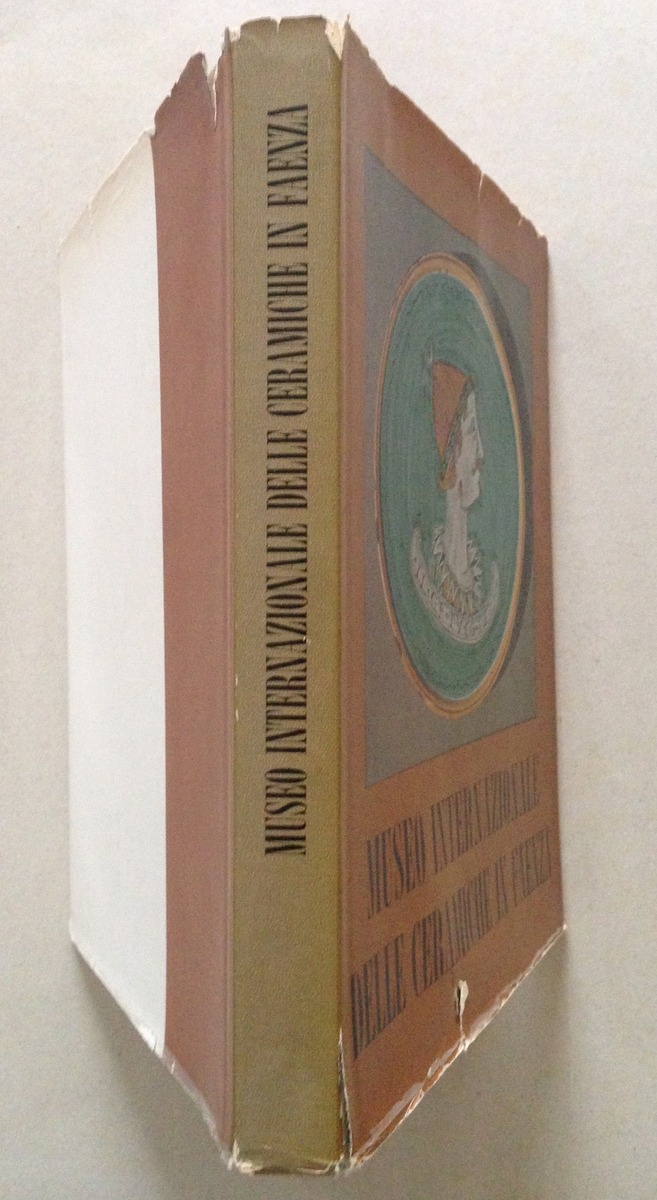 MUSEO INTERNAZIONALE DELLE CERAMICHE IN FAENZA
MUSEO INTERNAZIONALE
DELLE CERAMICHE IN FAENZA